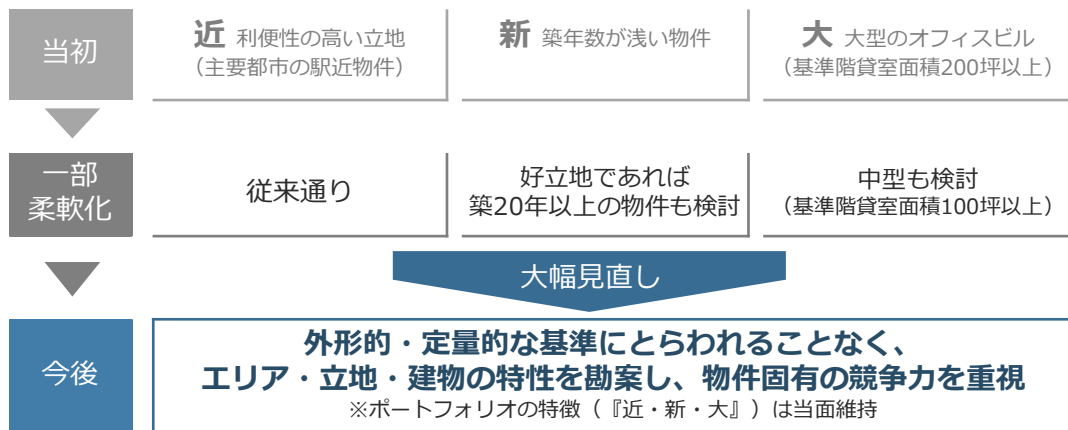 当初
近 利便性の高い立地
（主要都市の駅近物件）
新 築年数が浅い物件
大 大型のオフィスビル
（基準階貸室面積200坪以上）
一部
柔軟化
従来通り
好立地であれば
築20年以上の物件も検討
中型も検討
（基準階貸室面積100坪以上）
大幅見直し
今後
外形的・定量的な基準にとらわれることなく、
エリア・立地・建物の特性を勘案し、物件固有の競争力を重視
※ポートフォリオの特徴（『近・新・大』）は当面維持